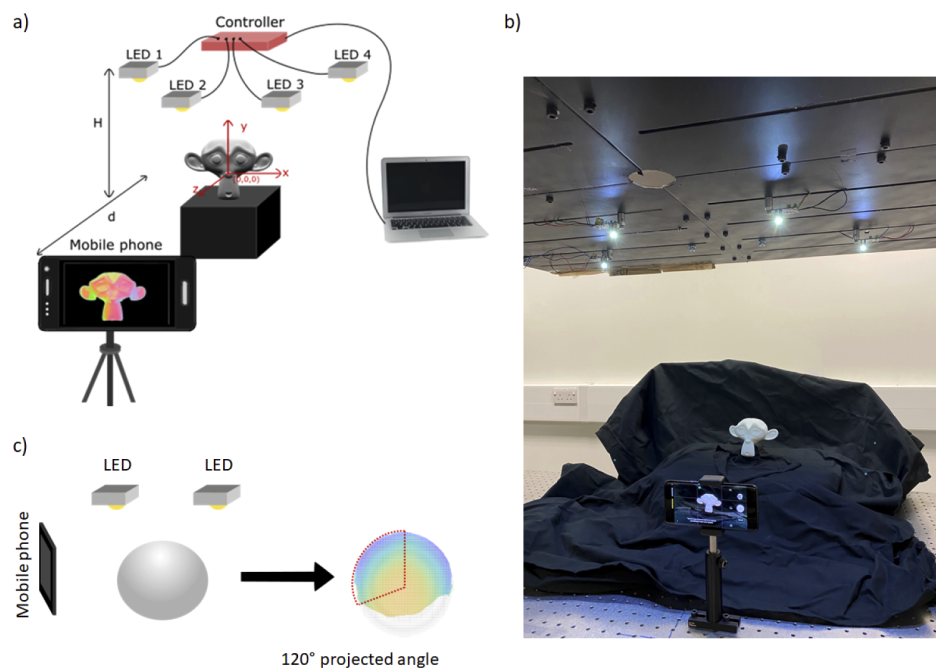 a)
Controller
LED 1
LED 4
LED 2
LED 3
H
y
x
(0,0,0)
z
d
Mobile phone
b)
c)
LED
LED
Mobile phone
120° projected angle